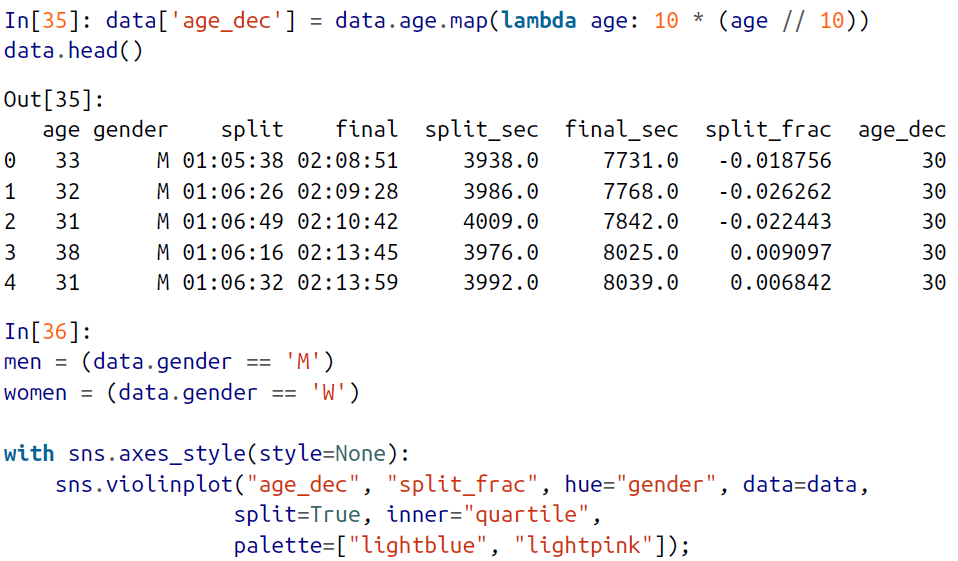 In[35]: data['age_dec'] = data.age.map(lambda age: 10 * (age // 10))
data.head()
Out[35]:
   age gender    split    final  split_sec  final_sec  split_frac  age_dec
0   33      M 01:05:38 02:08:51     3938.0     7731.0   -0.018756       30
1   32      M 01:06:26 02:09:28     3986.0     7768.0   -0.026262       30
2   31      M 01:06:49 02:10:42     4009.0     7842.0   -0.022443       30
3   38      M 01:06:16 02:13:45     3976.0     8025.0    0.009097       30
4   31      M 01:06:32 02:13:59     3992.0     8039.0    0.006842       30
In[36]:
men = (data.gender == 'M')
women = (data.gender == 'W')
with sns.axes_style(style=None):
    sns.violinplot("age_dec", "split_frac", hue="gender", data=data,
                  split=True, inner="quartile",
                  palette=["lightblue", "lightpink"]);